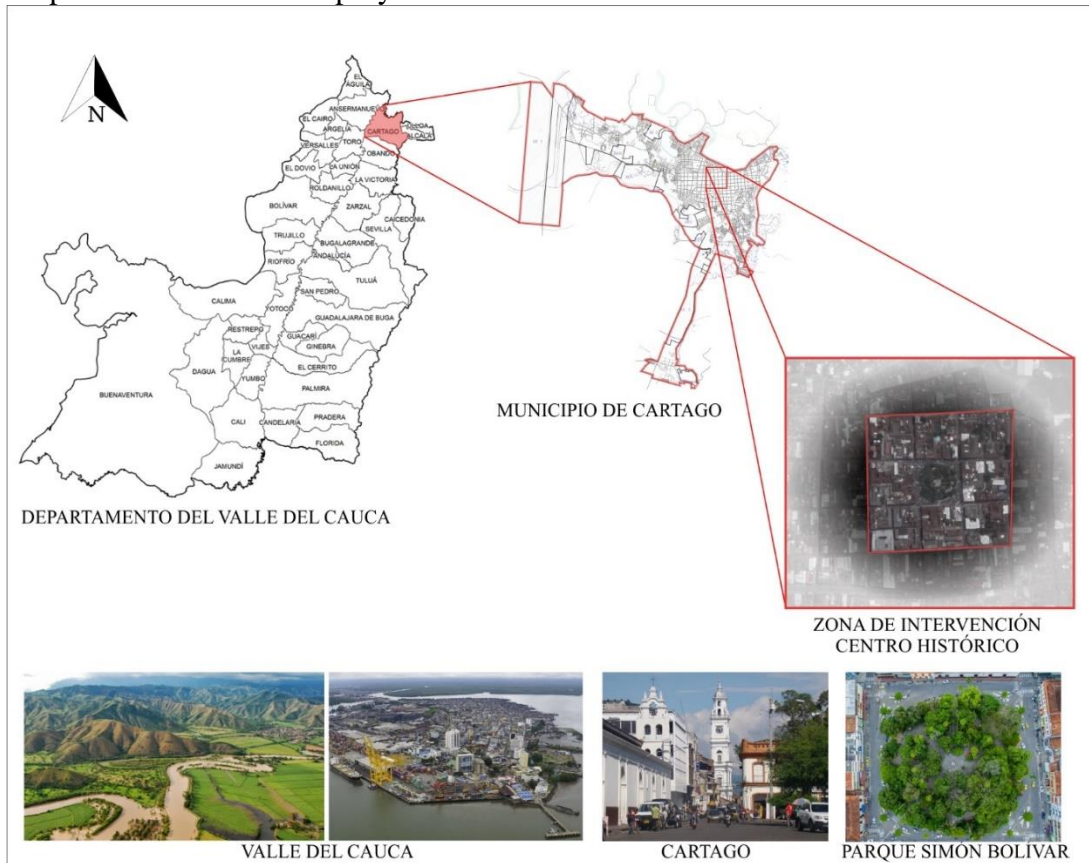 N
EL
ÁGUILA
ANSERMANUEVO
EL CAIRO
ARGELIA
CARTAGO
ALCALÁ
VERSALLES
TORO
OBANDO
EL DOVIO
LA UNIÓN
LA VICTORIA
ROLDANILLO
BOLÍVAR
ZARZAL
CAICEDONIA
SEVILLA
TRUJILLO
BUGALAGRANDE
ANDALUCÍA
RIOFRÍO
TULUÁ
SAN PEDRO
CALIMA
YOTOCO
GUADALAJARA DE BUGA
RESTREPO
GUACARÍ
VIJES
GINEBRA
LA
CUMBRE
EL CERRITO
DAGUA
YUMBO
PALMIRA
BUENAVENTURA
CALI
CANDELARIA
PRADERA
FLORIDA
JAMUNDÍ
DEPARTAMENTO DEL VALLE DEL CAUCA
MUNICIPIO DE CARTAGO
ZONA DE INTERVENCIÓN
CENTRO HISTÓRICO
VALLE DEL CAUCA
CARTAGO
PARQUE SIMÓN BOLIVAR